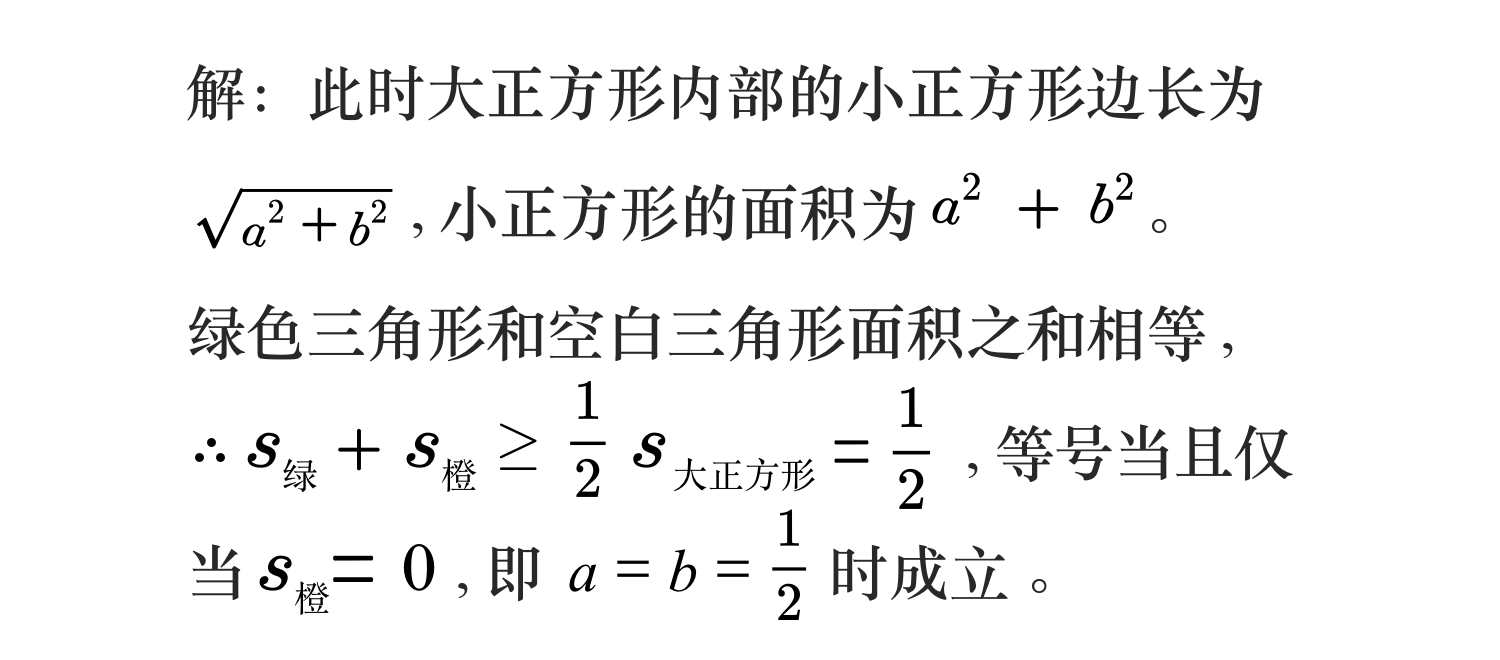 解：此时大正方形内部的小正方形边长为
√(a² + b²) ,小正方形的面积为 a² + b² 。
绿色三角形和空白三角形面积之和相等 ,
∴ s绿 + s橙 ≥ 1/2 s大正方形 = 1/2 ,等号当且仅
当 s橙 = 0 ,即 a = b = 1/2 时成立 。